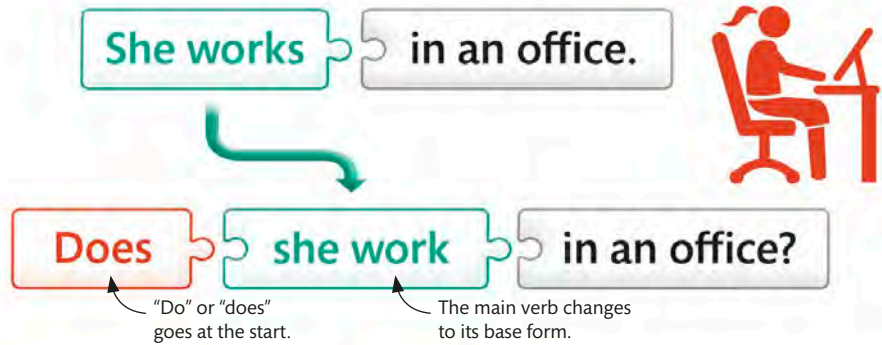 She works in an office.
Does she work in an office?
"Do" or "does"
goes at the start.
The main verb changes
to its base form.